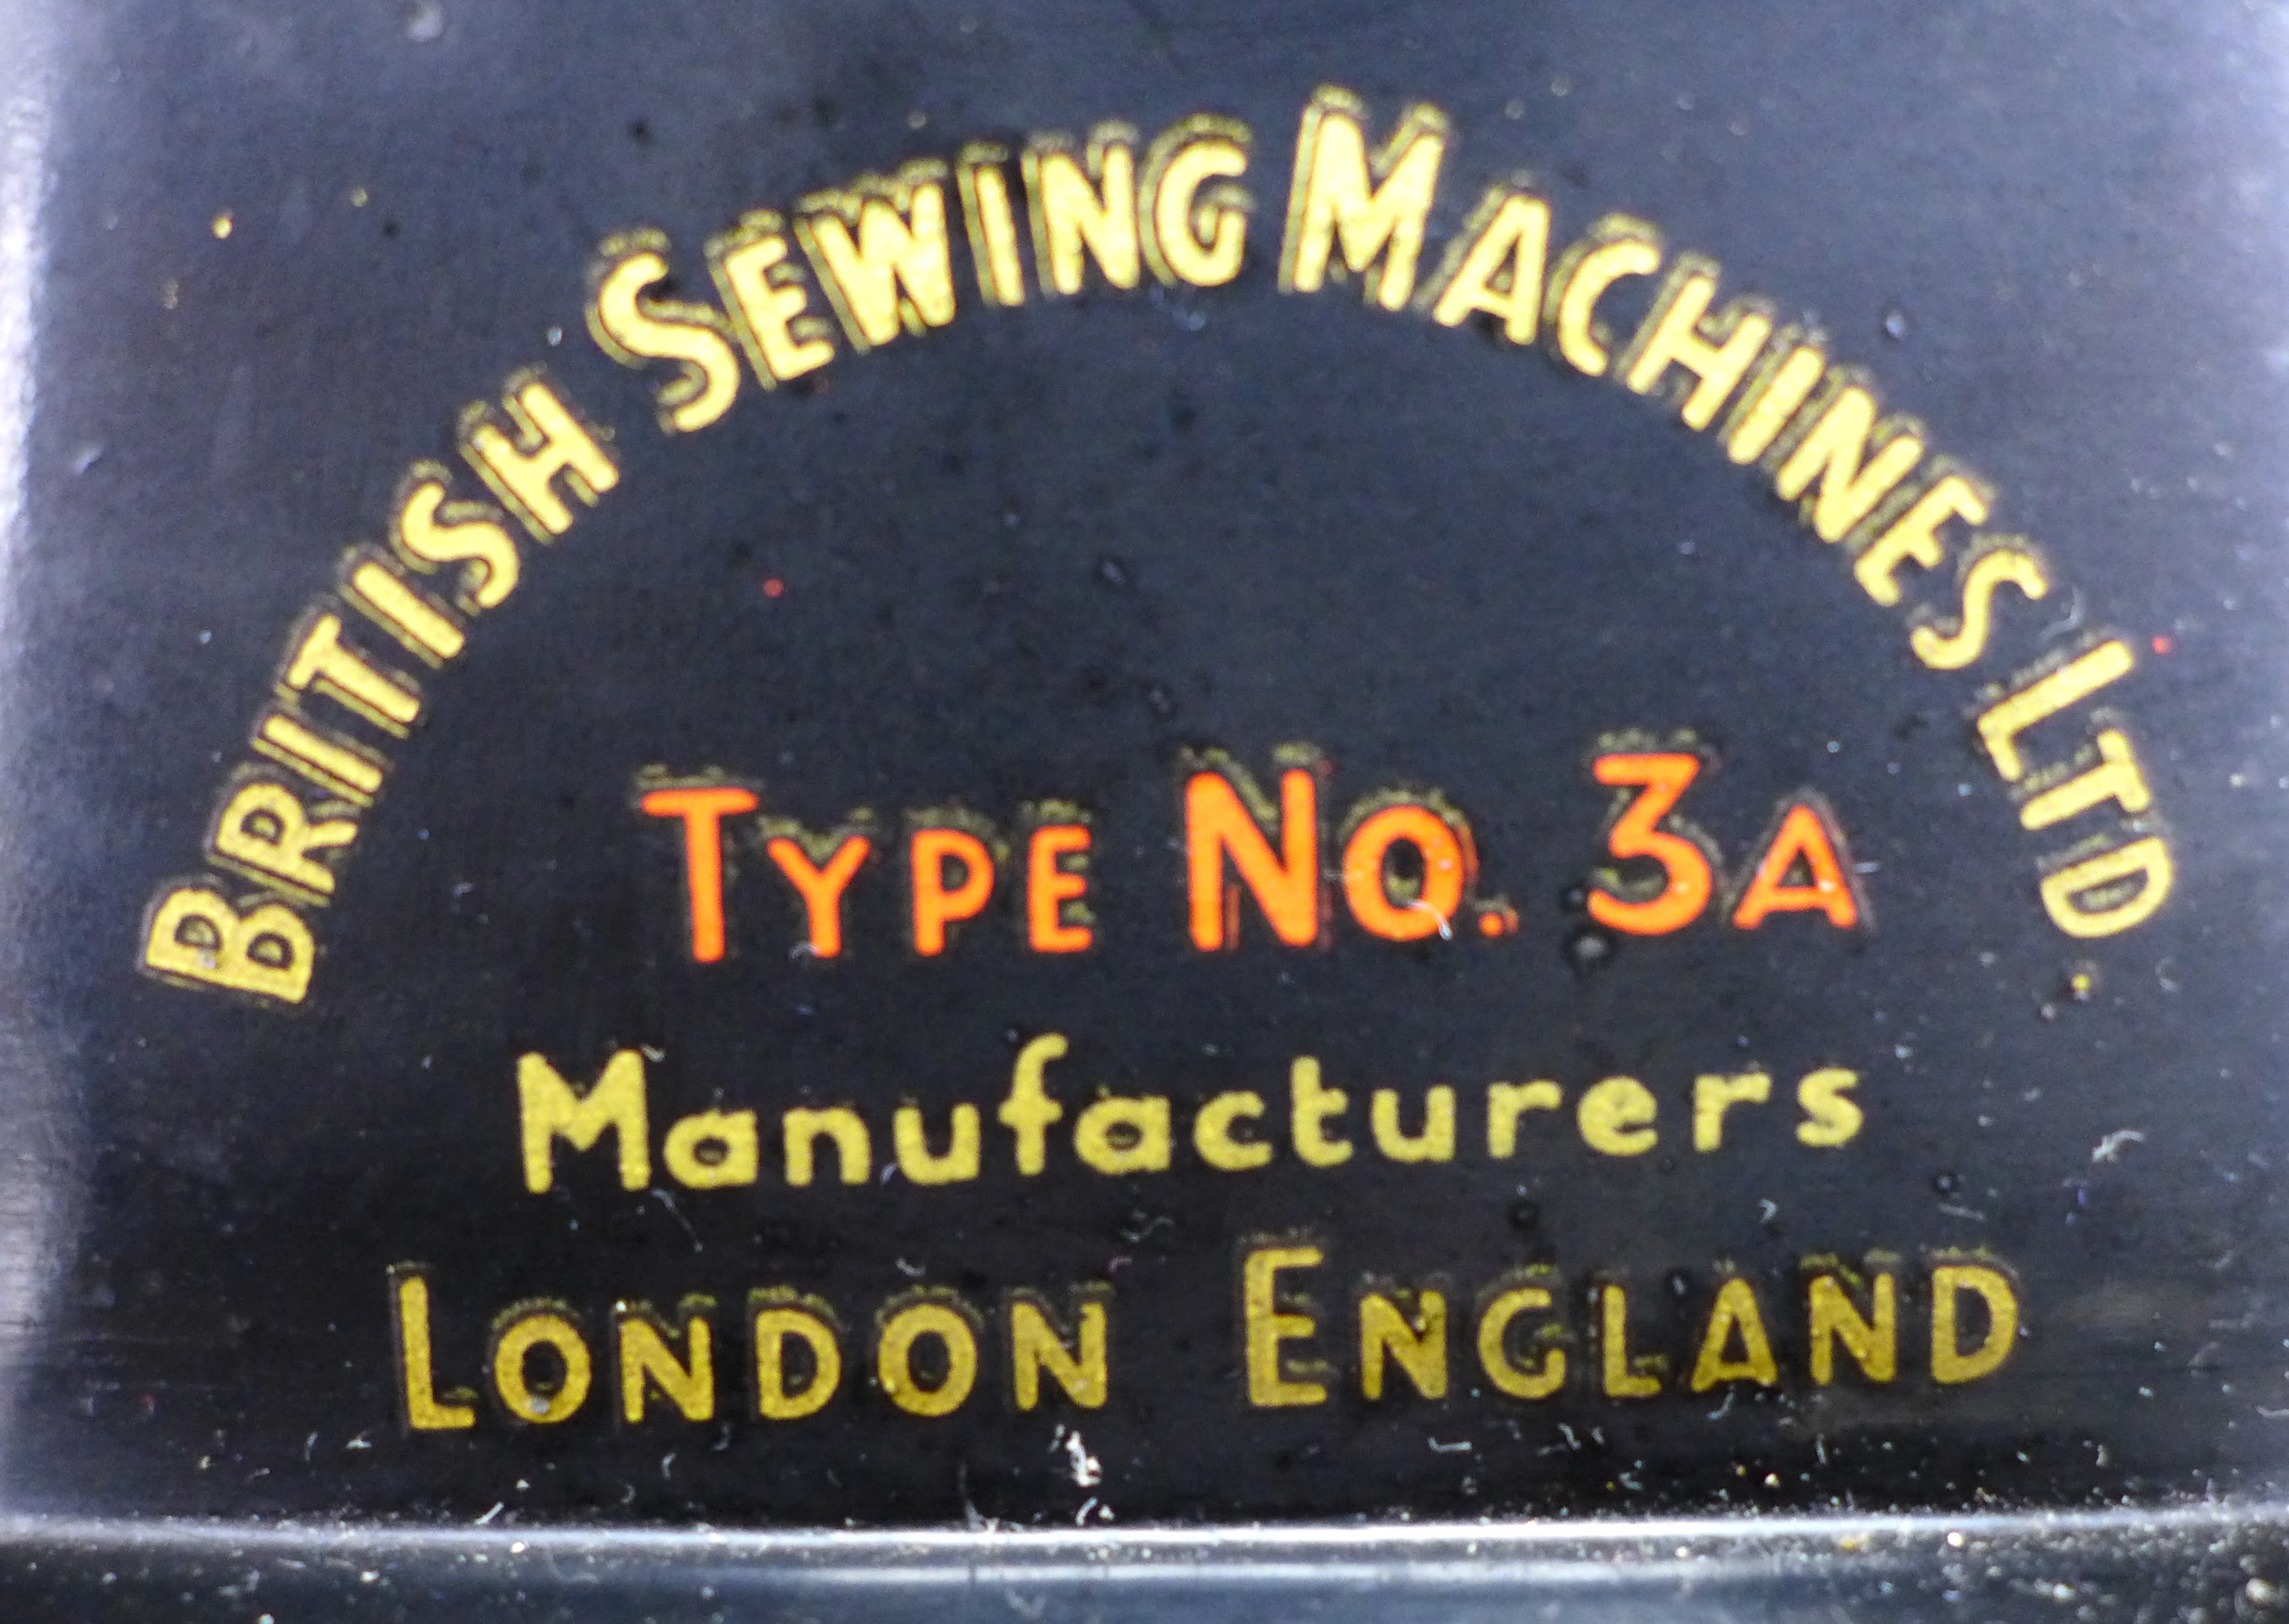 BRITISH SEWING MACHINES LTD.
TYPE NO. 3A
Manufacturers
LONDON ENGLAND